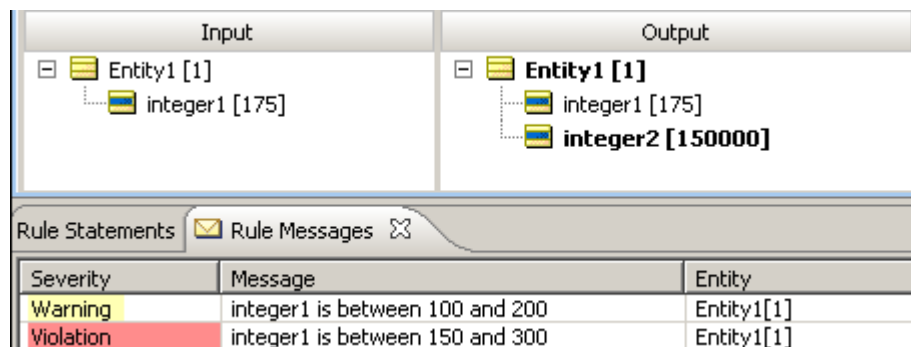 Input Output
Entity1 [1] Entity1 [1]
integer1 [175] integer1 [175]
integer2 [150000]
Rule Statements Rule Messages
Severity Message Entity
Warning integer1 is between 100 and 200 Entity1[1]
Violation integer1 is between 150 and 300 Entity1[1]